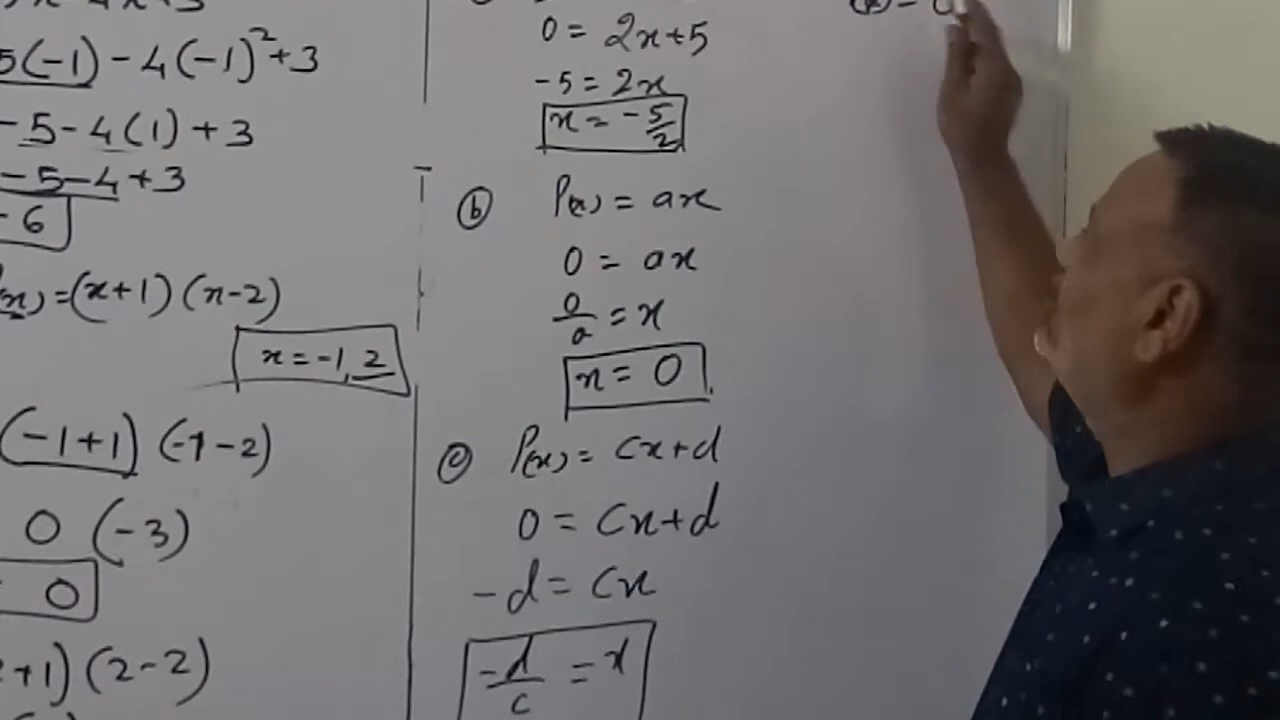 5(-1) - 4(-1)²+3
-5-4(1)+3
-5-4+3
-6
P(x) = (x+1)(x-2)
x = -1, 2
(-1+1)(-1-2)
0 (-3)
0
+1)(2-2)
0 = 2x+5
-5 = 2x
x = -5/2
(b) P(x) = ax
0 = ax
0/a = x
x = 0
(c) P(x) = cx+d
0 = cx+d
-d = cx
-d/c = x